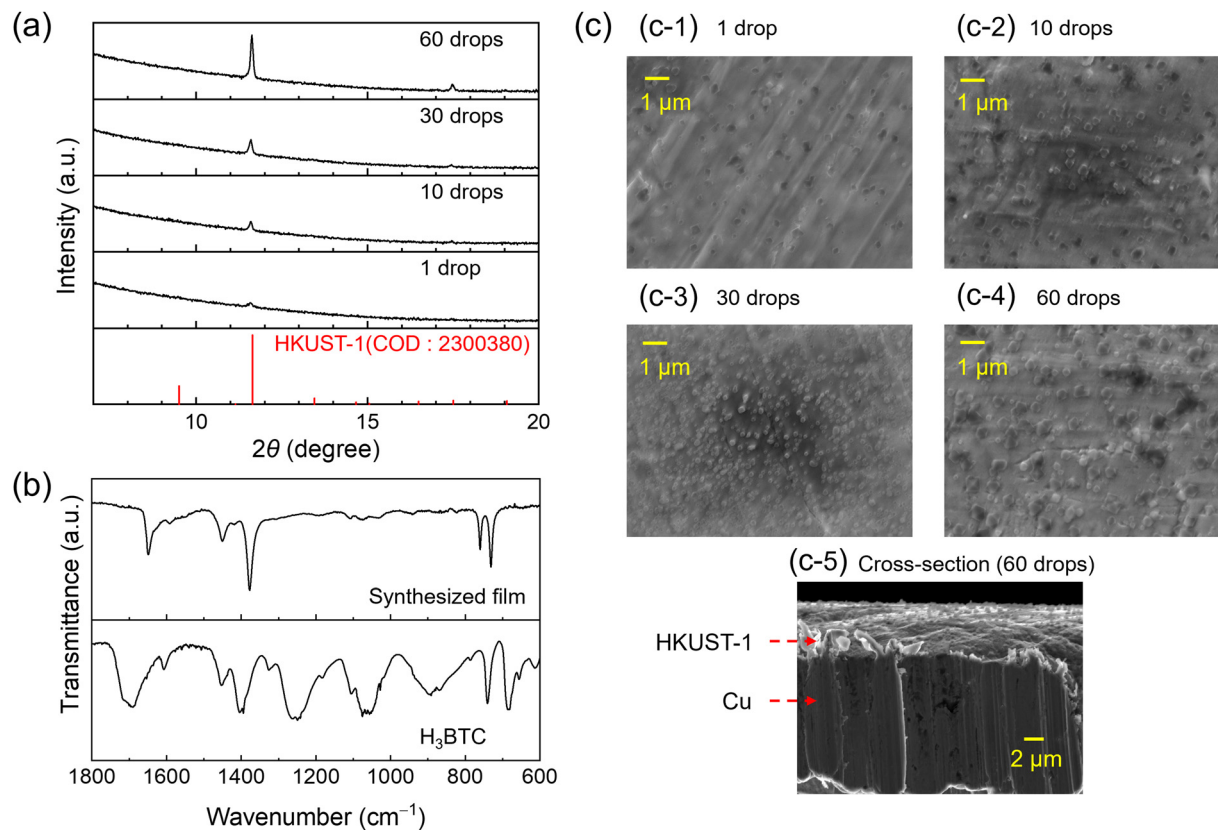 (a)
60 drops
30 drops
10 drops
1 drop
HKUST-1(COD : 2300380)
Intensity (a.u.)
10 15 20
2θ (degree)
(b)
Synthesized film
H₃BTC
Transmittance (a.u.)
1800 1600 1400 1200 1000 800 600
Wavenumber (cm⁻¹)
(c)
(c-1) 1 drop
1 μm
(c-2) 10 drops
1 μm
(c-3) 30 drops
1 μm
(c-4) 60 drops
1 μm
(c-5) Cross-section (60 drops)
HKUST-1
Cu
2 μm